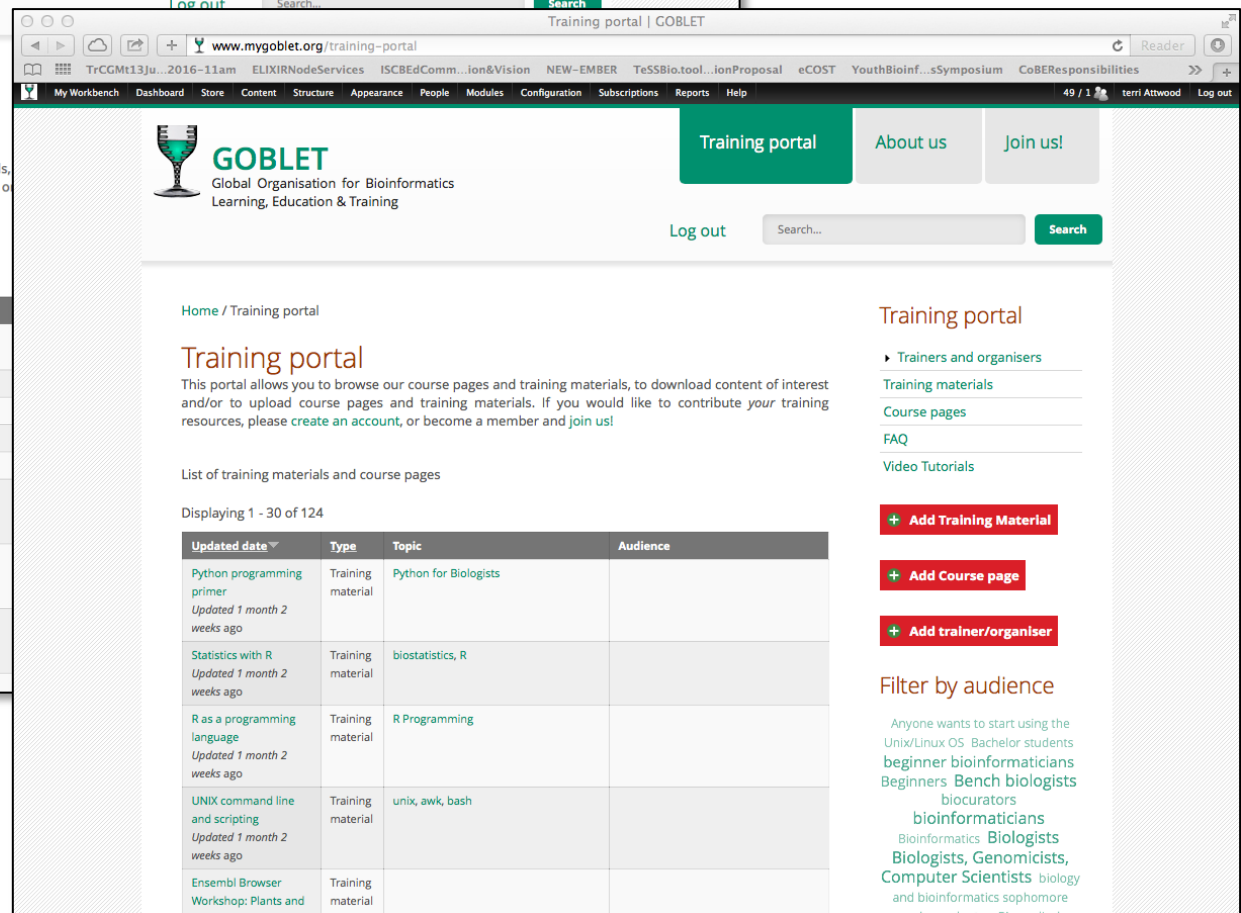 Log out
Search...
Search
s,
Training portal | GOBLET
www.mygoblet.org/training-portal
Reader
TrCGMt13Ju...2016-11am ELIXIRNodeServices ISCBEdComm...ion&Vision NEW-EMBER TeSSBio.tool...ionProposal eCOST YouthBioinf...sSymposium CoBEResponsibilities
My Workbench Dashboard Store Content Structure Appearance People Modules Configuration Subscriptions Reports Help 49 / 1 terri Attwood Log out
GOBLET
Global Organisation for Bioinformatics
Learning, Education & Training
Training portal
About us
Join us!
Log out
Search...
Search
Home / Training portal
Training portal
This portal allows you to browse our course pages and training materials, to download content of interest
and/or to upload course pages and training materials. If you would like to contribute your training
resources, please create an account, or become a member and join us!
List of training materials and course pages
Displaying 1 - 30 of 124
Updated date Type Topic Audience
Python programming
primer
Updated 1 month 2
weeks ago
Training
material
Python for Biologists
Statistics with R
Updated 1 month 2
weeks ago
Training
material
biostatistics, R
R as a programming
language
Updated 1 month 2
weeks ago
Training
material
R Programming
UNIX command line
and scripting
Updated 1 month 2
weeks ago
Training
material
unix, awk, bash
Ensembl Browser
Workshop: Plants and
Training
material
Training portal
Trainers and organisers
Training materials
Course pages
FAQ
Video Tutorials
Add Training Material
Add Course page
Add trainer/organiser
Filter by audience
Anyone wants to start using the
Unix/Linux OS Bachelor students
beginner bioinformaticians
Beginners Bench biologists
biocurators
bioinformaticians
Bioinformatics Biologists
Biologists, Genomicists,
Computer Scientists biology
and bioinformatics sophomore